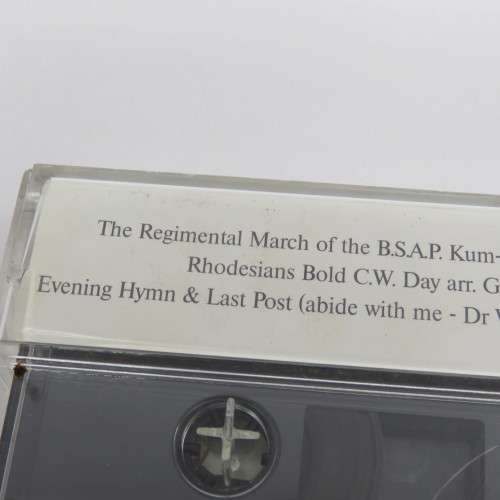 The Regimental March of the B.S.A.P. Kum-
Rhodesians Bold C.W. Day arr. G
Evening Hymn & Last Post (abide with me - Dr